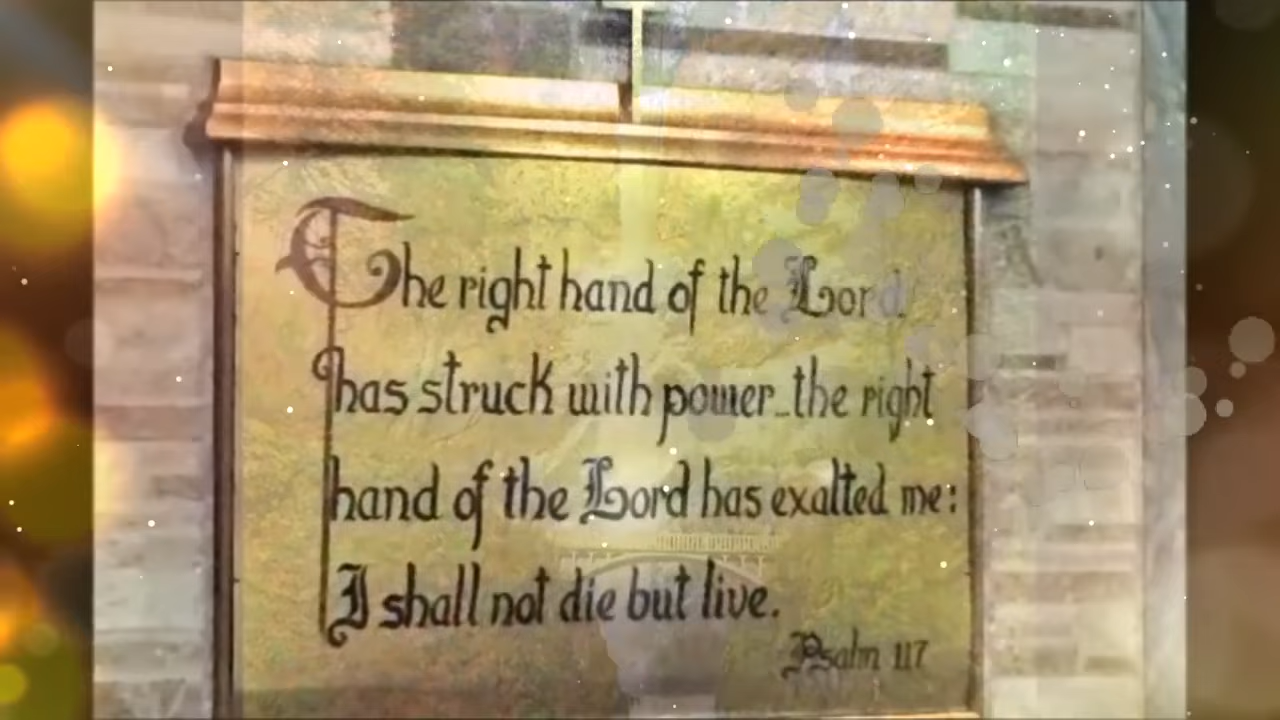 The right hand of the Lord
has struck with power_the right
hand of the Lord has exalted me:
I shall not die but live.
Psalm 117